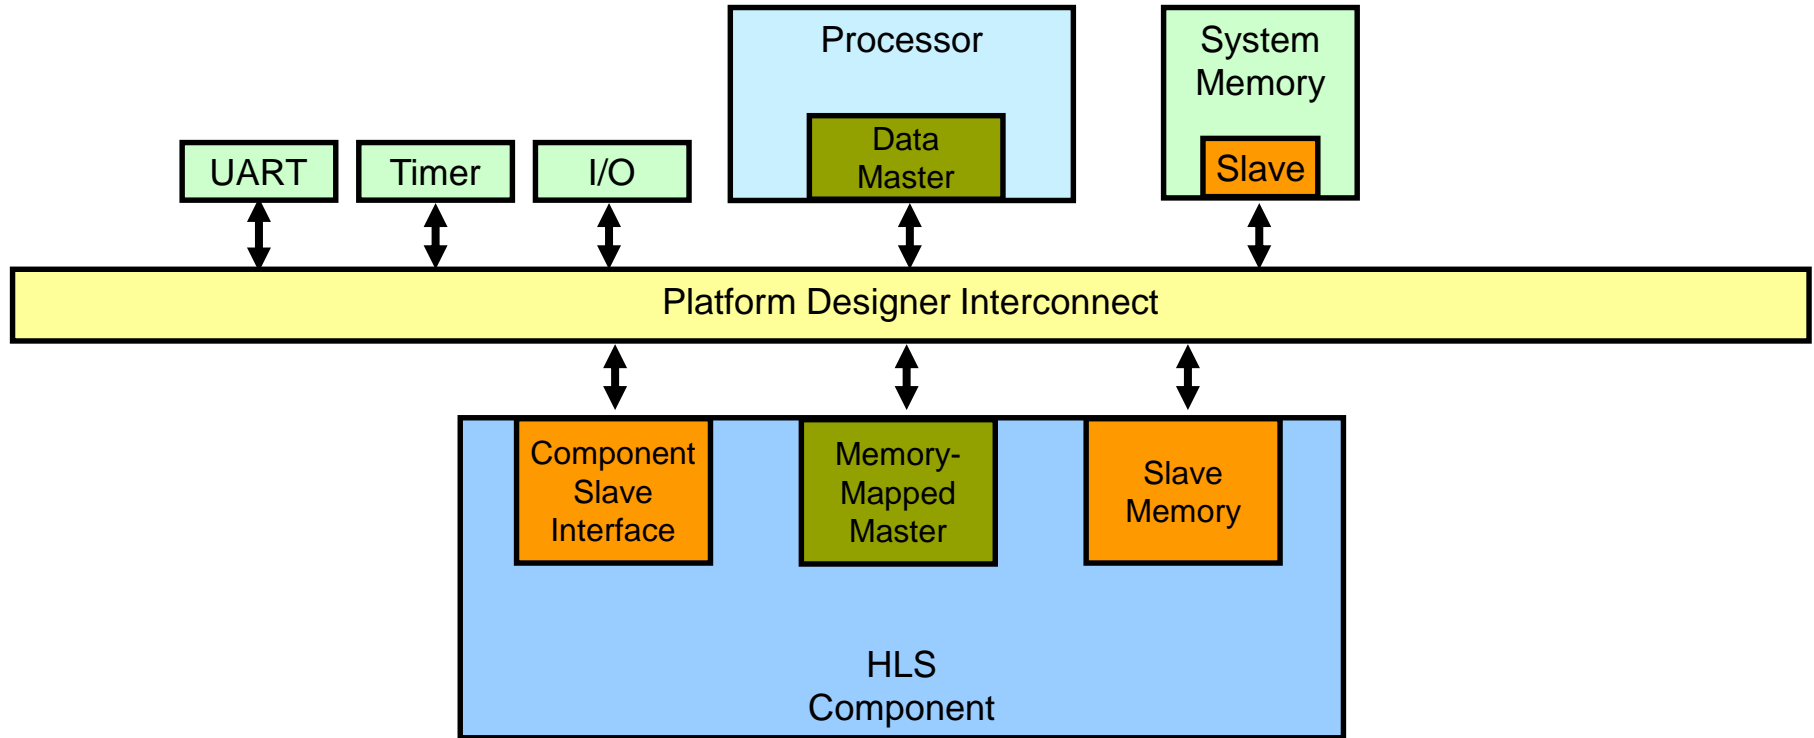 Processor
System
Memory
Data
Master
UART
Timer
I/O
Slave
Platform Designer Interconnect
Component
Slave
Interface
Memory-
Mapped
Master
Slave
Memory
HLS
Component